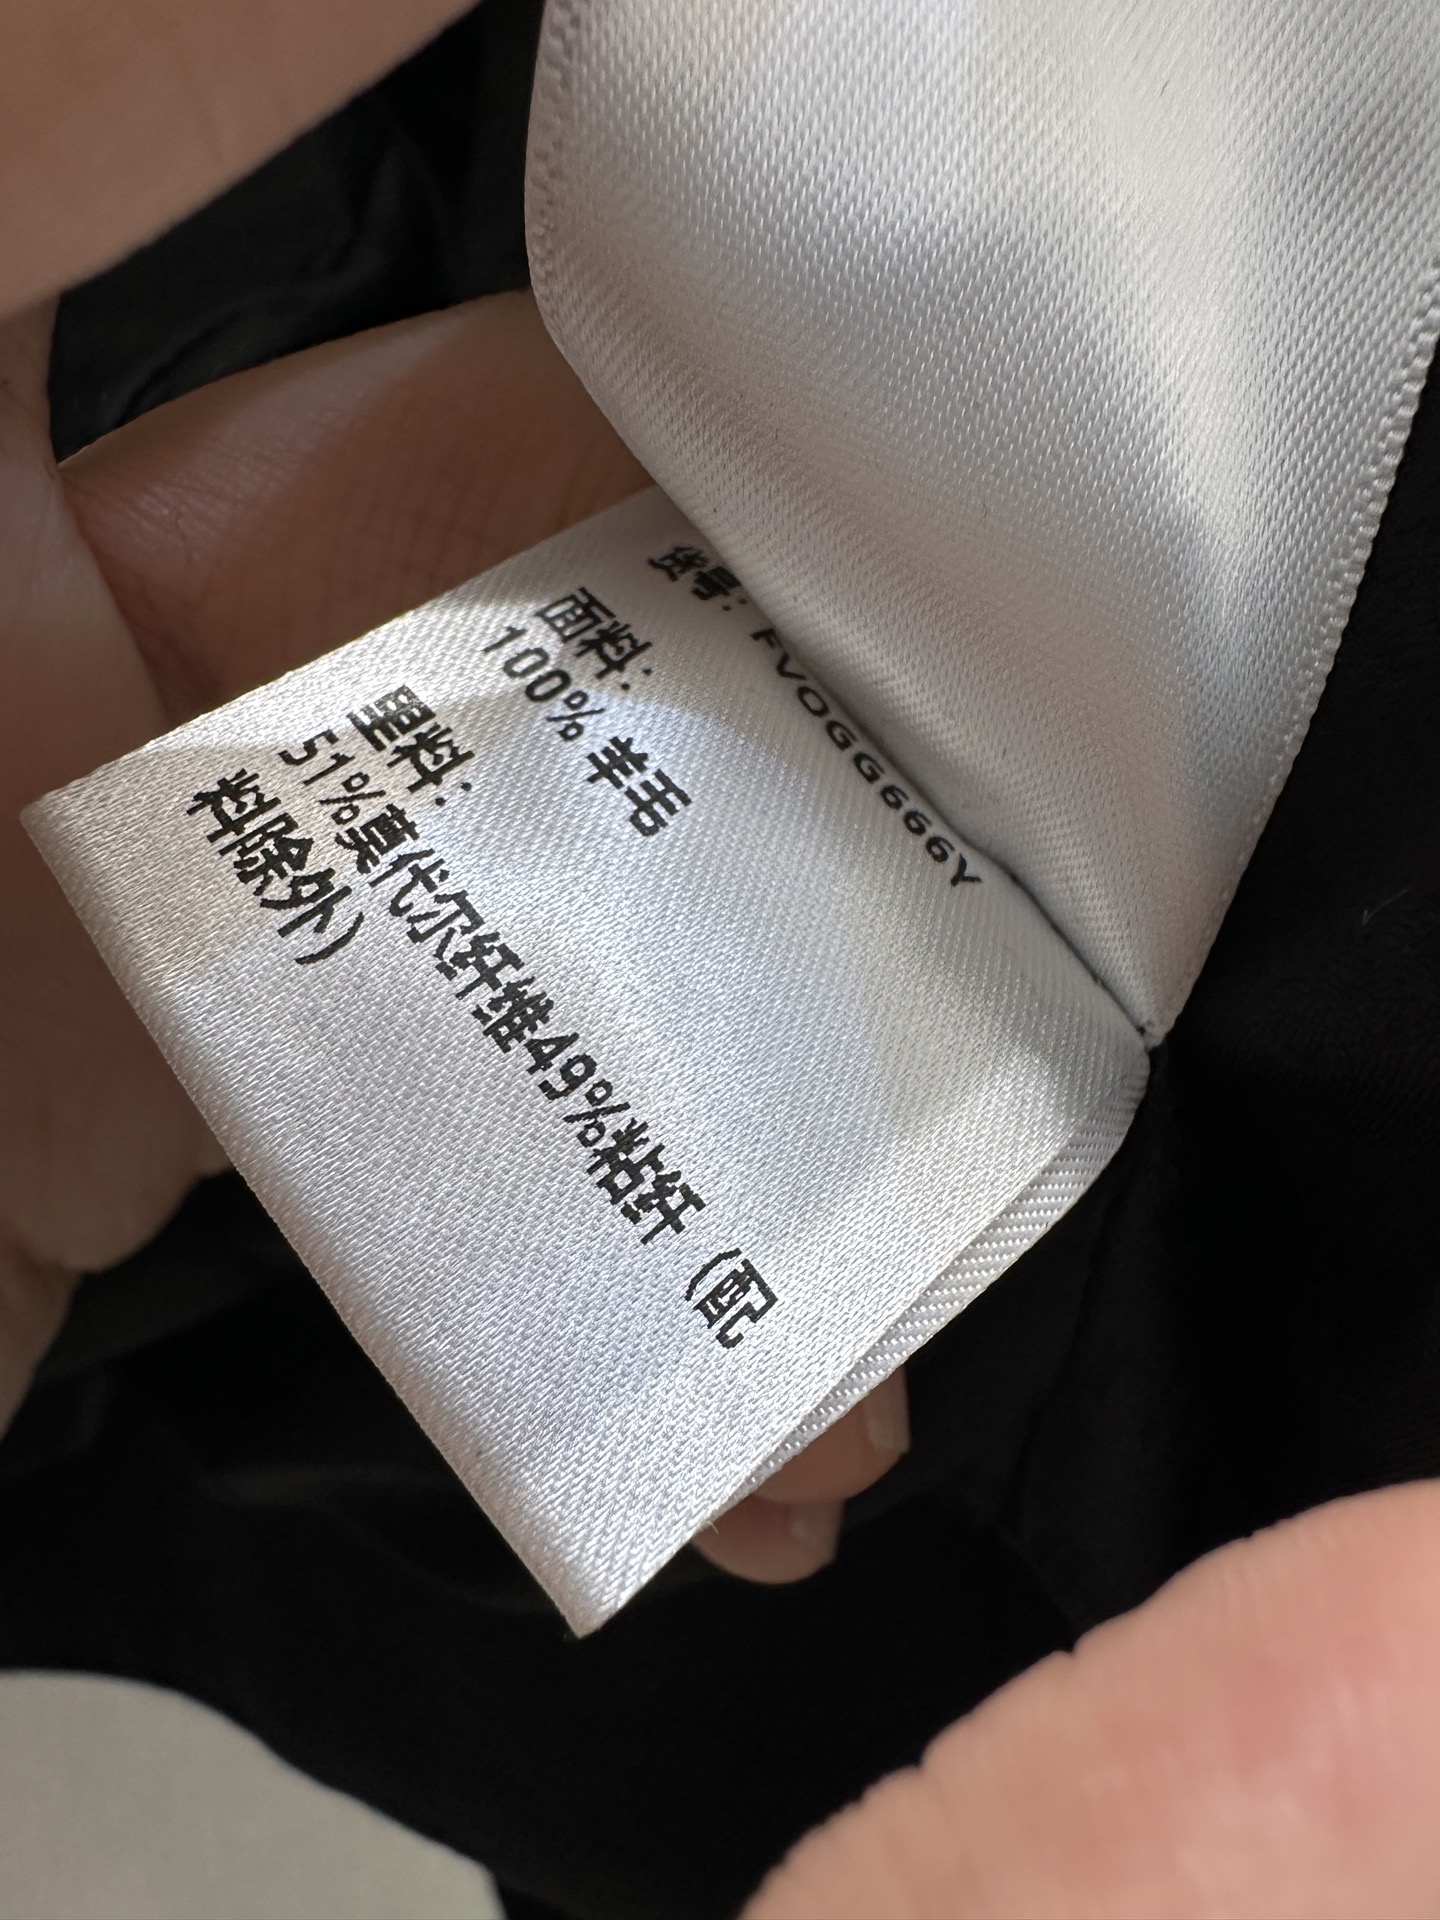 货号: FVOGG666Y
面料:
100% 羊毛
里料:
51%莫代尔纤维49%粘纤 (配
料除外)